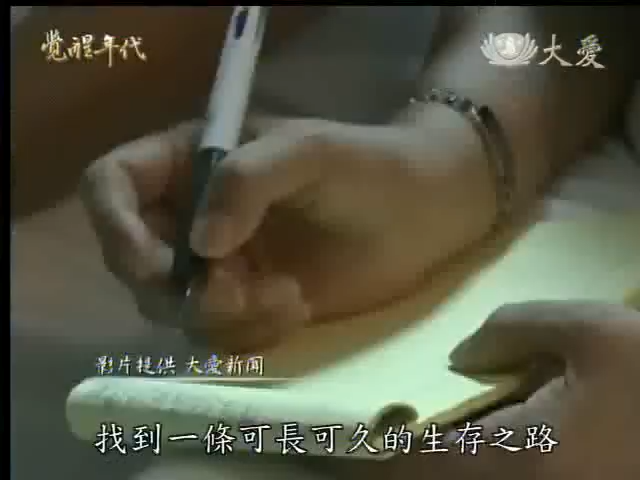 覺醒年代
大愛
影片提供 大愛新聞
找到一條可長可久的生存之路